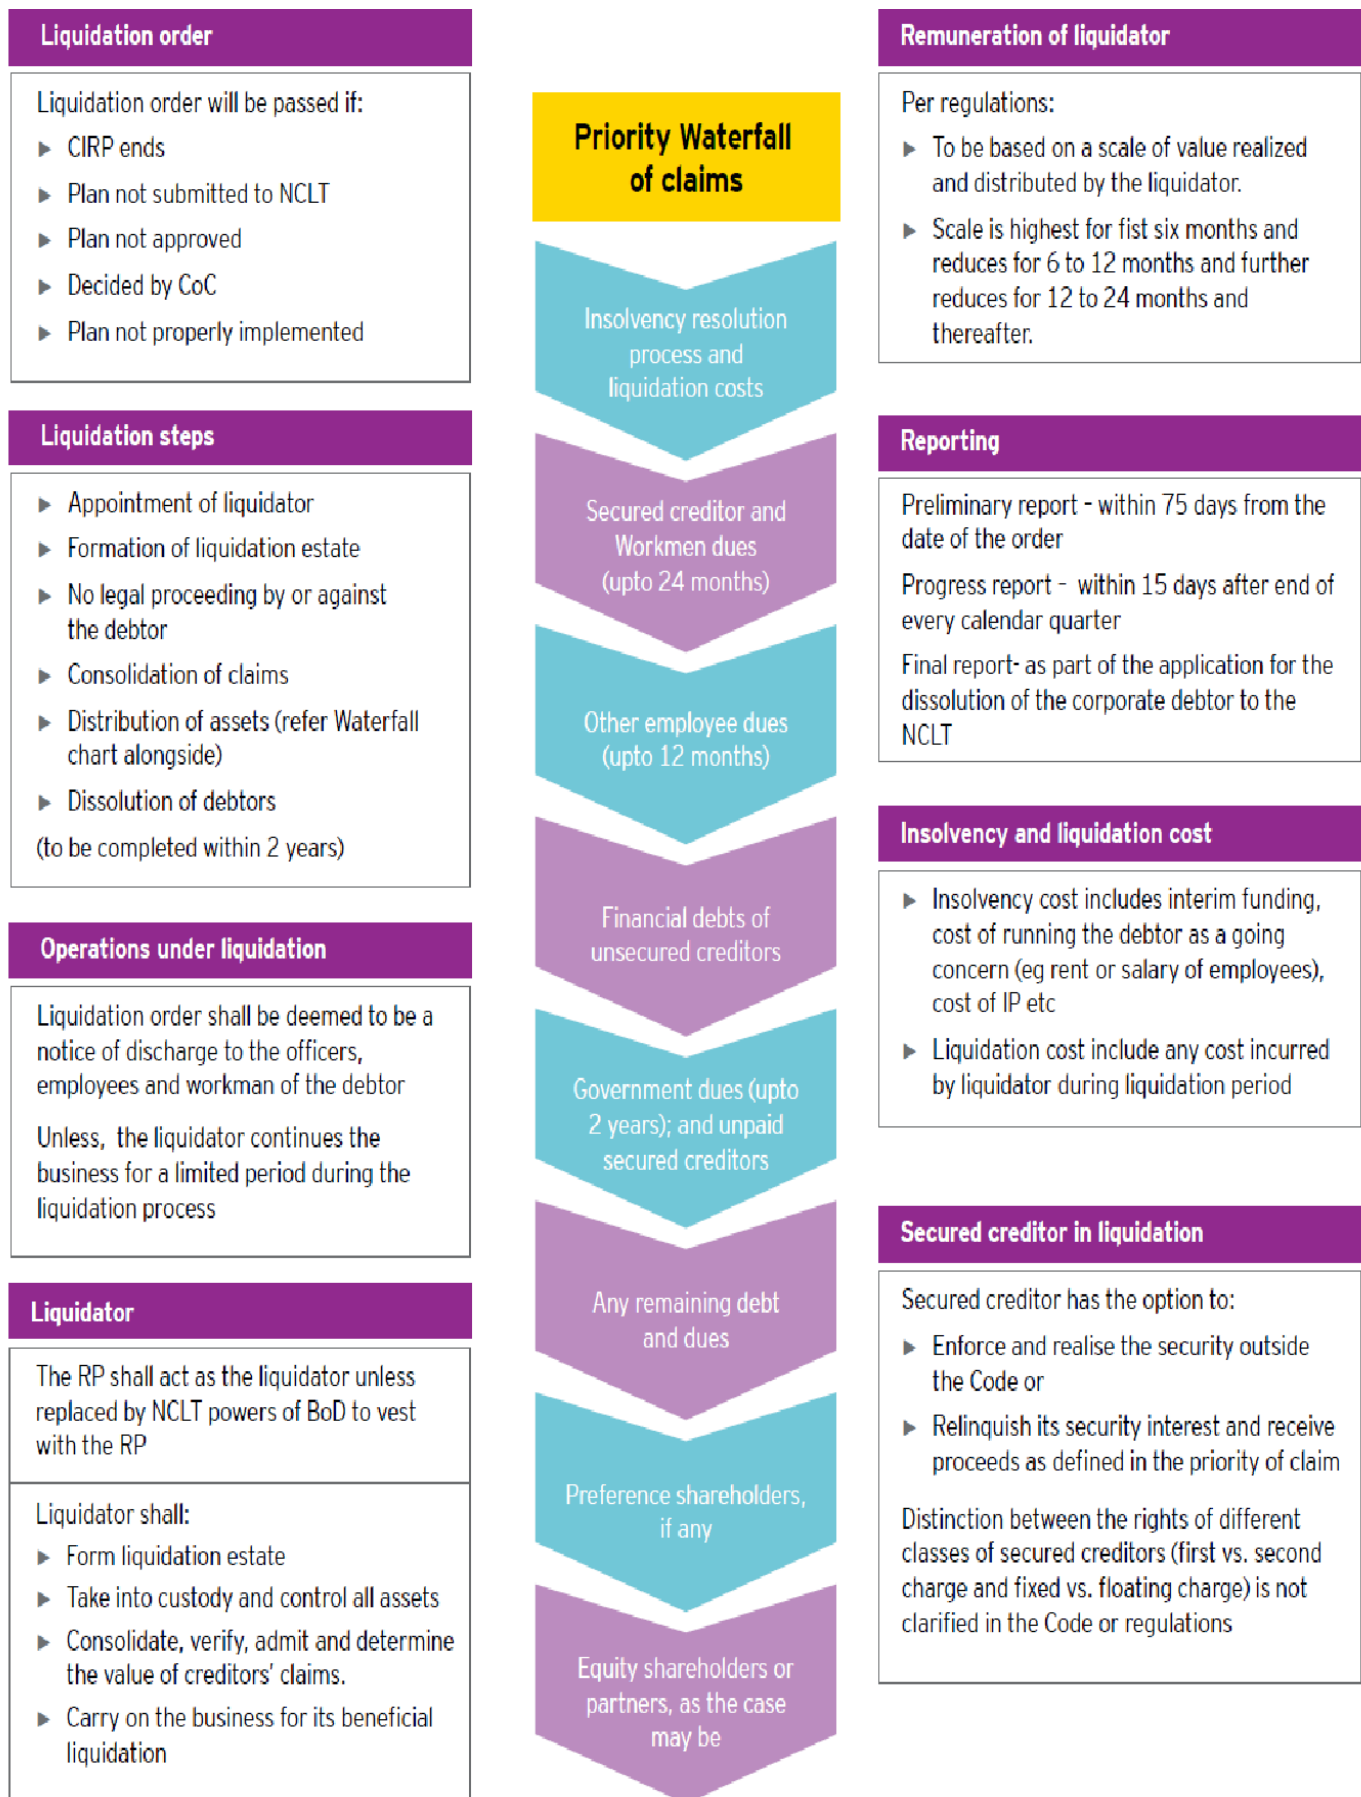 Liquidation order
Liquidation order will be passed if:
► CIRP ends
► Plan not submitted to NCLT
► Plan not approved
► Decided by CoC
► Plan not properly implemented
Liquidation steps
► Appointment of liquidator
► Formation of liquidation estate
► No legal proceeding by or against
the debtor
► Consolidation of claims
► Distribution of assets (refer Waterfall
chart alongside)
► Dissolution of debtors
(to be completed within 2 years)
Operations under liquidation
Liquidation order shall be deemed to be a
notice of discharge to the officers,
employees and workman of the debtor
Unless, the liquidator continues the
business for a limited period during the
liquidation process
Liquidator
The RP shall act as the liquidator unless
replaced by NCLT powers of BoD to vest
with the RP
Liquidator shall:
► Form liquidation estate
► Take into custody and control all assets
► Consolidate, verify, admit and determine
the value of creditors' claims.
► Carry on the business for its beneficial
liquidation
Priority Waterfall
of claims
Insolvency resolution
process and
liquidation costs
Secured creditor and
Workmen dues
(upto 24 months)
Other employee dues
(upto 12 months)
Financial debts of
unsecured creditors
Government dues (upto
2 years); and unpaid
secured creditors
Any remaining debt
and dues
Preference shareholders,
if any
Equity shareholders or
partners, as the case
may be
Remuneration of liquidator
Per regulations:
► To be based on a scale of value realized
and distributed by the liquidator.
► Scale is highest for fist six months and
reduces for 6 to 12 months and further
reduces for 12 to 24 months and
thereafter.
Reporting
Preliminary report - within 75 days from the
date of the order
Progress report - within 15 days after end of
every calendar quarter
Final report- as part of the application for the
dissolution of the corporate debtor to the
NCLT
Insolvency and liquidation cost
► Insolvency cost includes interim funding,
cost of running the debtor as a going
concern (eg rent or salary of employees),
cost of IP etc
► Liquidation cost include any cost incurred
by liquidator during liquidation period
Secured creditor in liquidation
Secured creditor has the option to:
► Enforce and realise the security outside
the Code or
► Relinquish its security interest and receive
proceeds as defined in the priority of claim
Distinction between the rights of different
classes of secured creditors (first vs. second
charge and fixed vs. floating charge) is not
clarified in the Code or regulations